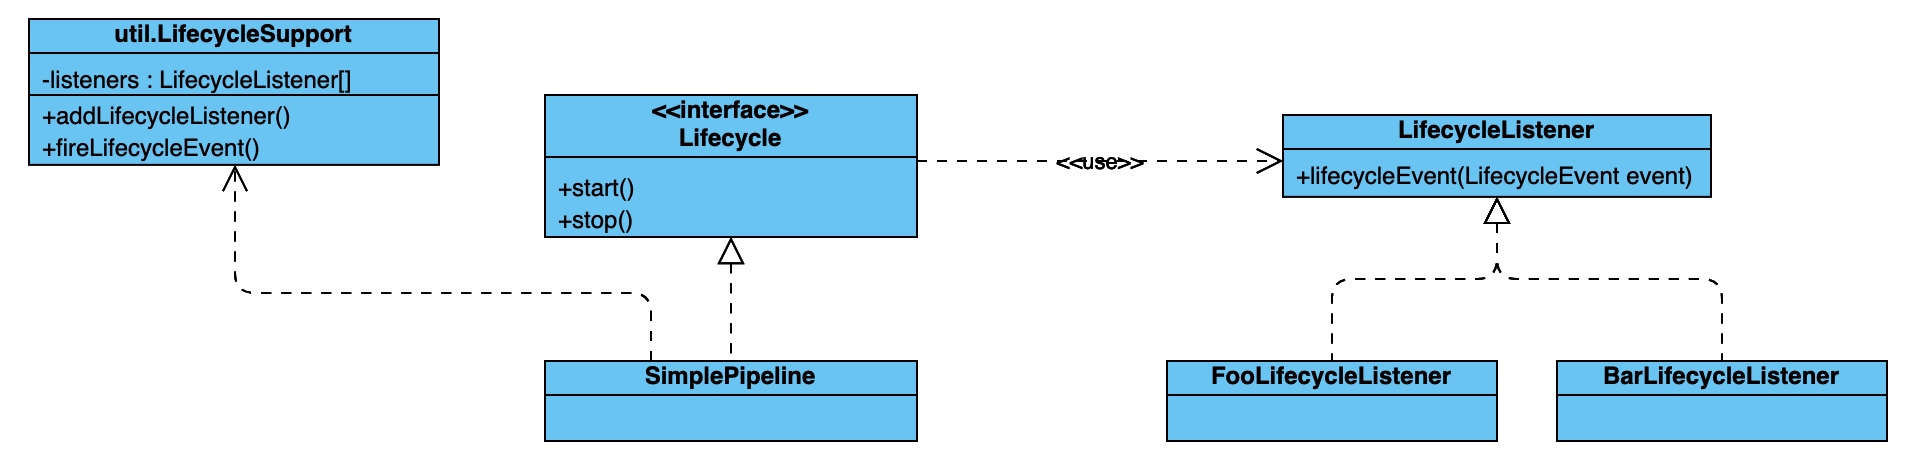 util.LifecycleSupport
-listeners : LifecycleListener[]
+addLifecycleListener()
+fireLifecycleEvent()
<<interface>>
Lifecycle
+start()
+stop()
<<use>>
LifecycleListener
+lifecycleEvent(LifecycleEvent event)
SimplePipeline
FooLifecycleListener
BarLifecycleListener